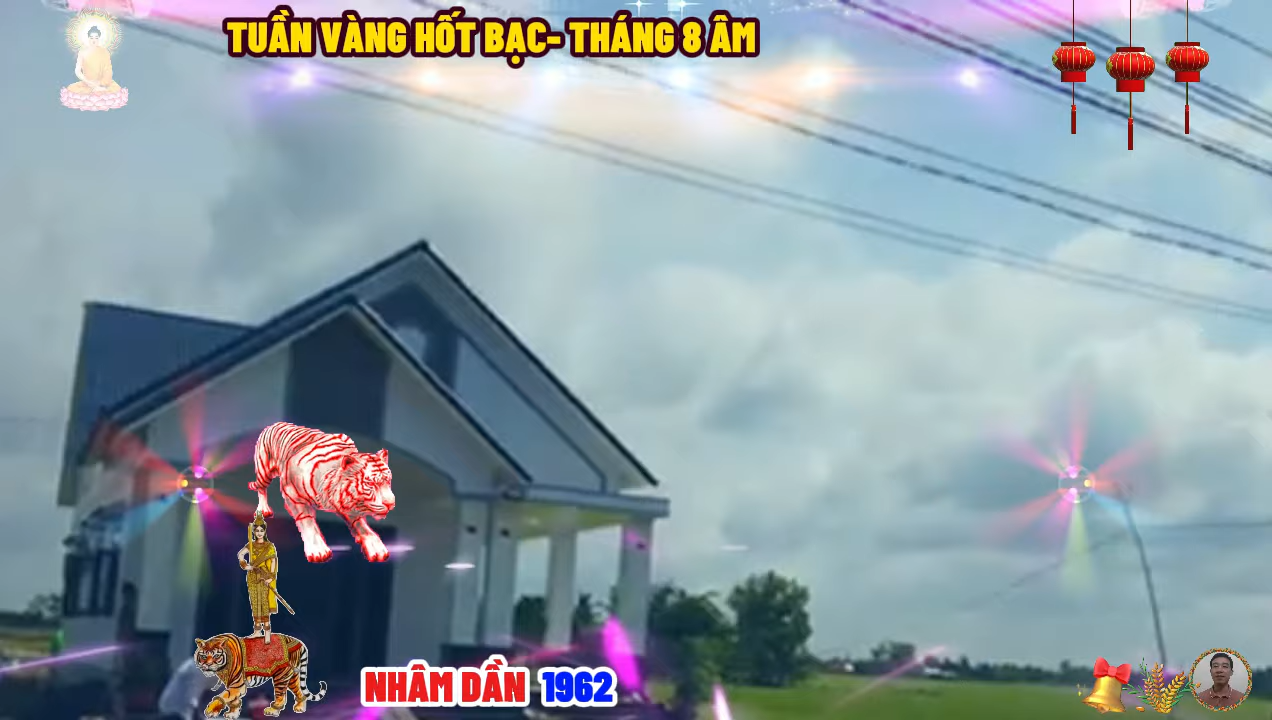 TUẦN VÀNG HỐT BẠC- THÁNG 8 ÂM
NHÂM DẦN 1962